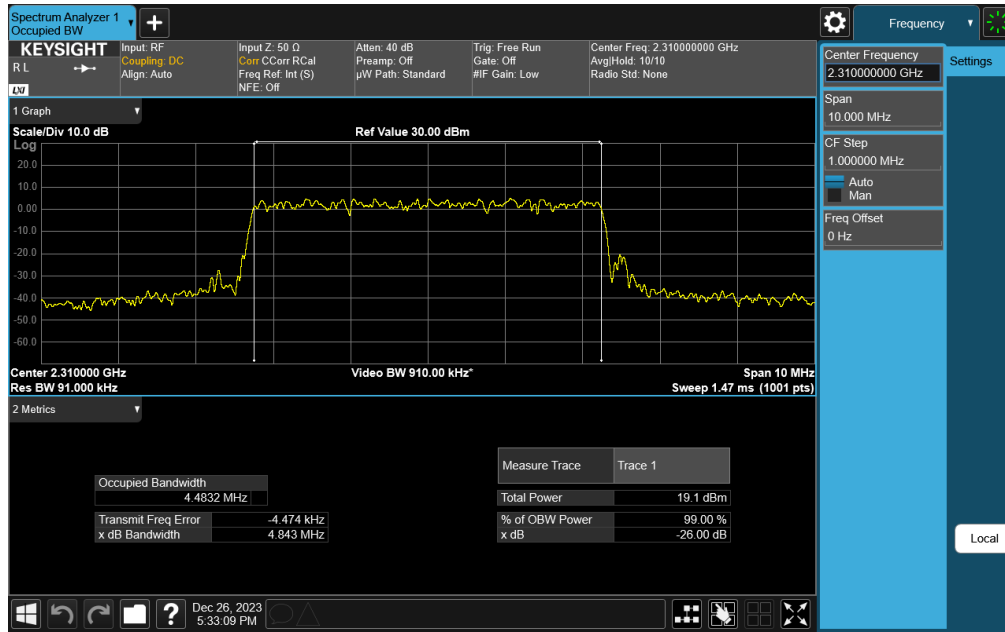 Spectrum Analyzer 1
Occupied BW
Frequency
KEYSIGHT
R L
LXI
Input: RF
Coupling: DC
Align: Auto
Input Z: 50 Ω
Corr CCorr RCal
Freq Ref: Int (S)
NFE: Off
Atten: 40 dB
Preamp: Off
µW Path: Standard
Trig: Free Run
Gate: Off
#IF Gain: Low
Center Freq: 2.310000000 GHz
Avg|Hold: 10/10
Radio Std: None
Center Frequency
2.310000000 GHz
Settings
Span
10.000 MHz
CF Step
1.000000 MHz
Auto
Man
Freq Offset
0 Hz
Local
1 Graph
Scale/Div 10.0 dB
Ref Value 30.00 dBm
Log
20.0
10.0
0.00
-10.0
-20.0
-30.0
-40.0
-50.0
-60.0
Center 2.310000 GHz
Video BW 910.00 kHz*
Span 10 MHz
Res BW 91.000 kHz
Sweep 1.47 ms (1001 pts)
2 Metrics
Measure Trace Trace 1
Occupied Bandwidth
4.4832 MHz
Total Power 19.1 dBm
Transmit Freq Error -4.474 kHz
% of OBW Power 99.00 %
x dB Bandwidth 4.843 MHz
x dB -26.00 dB
?
Dec 26, 2023
5:33:09 PM